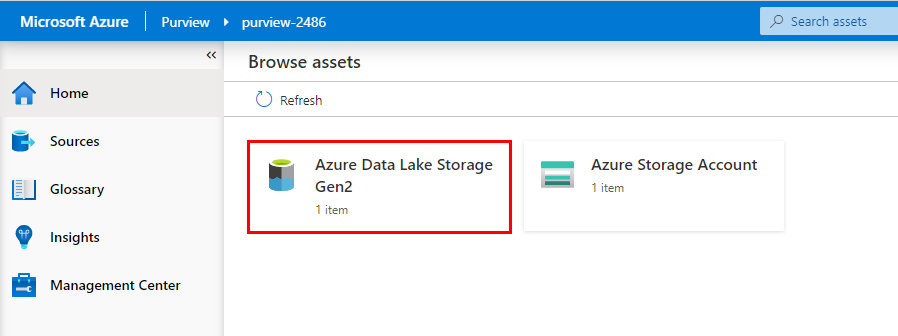 Microsoft Azure Purview ▸ purview-2486 Search assets
«
Browse assets
Home
Refresh
Sources
Azure Data Lake Storage
Gen2
1 item
Azure Storage Account
1 item
Glossary
Insights
Management Center